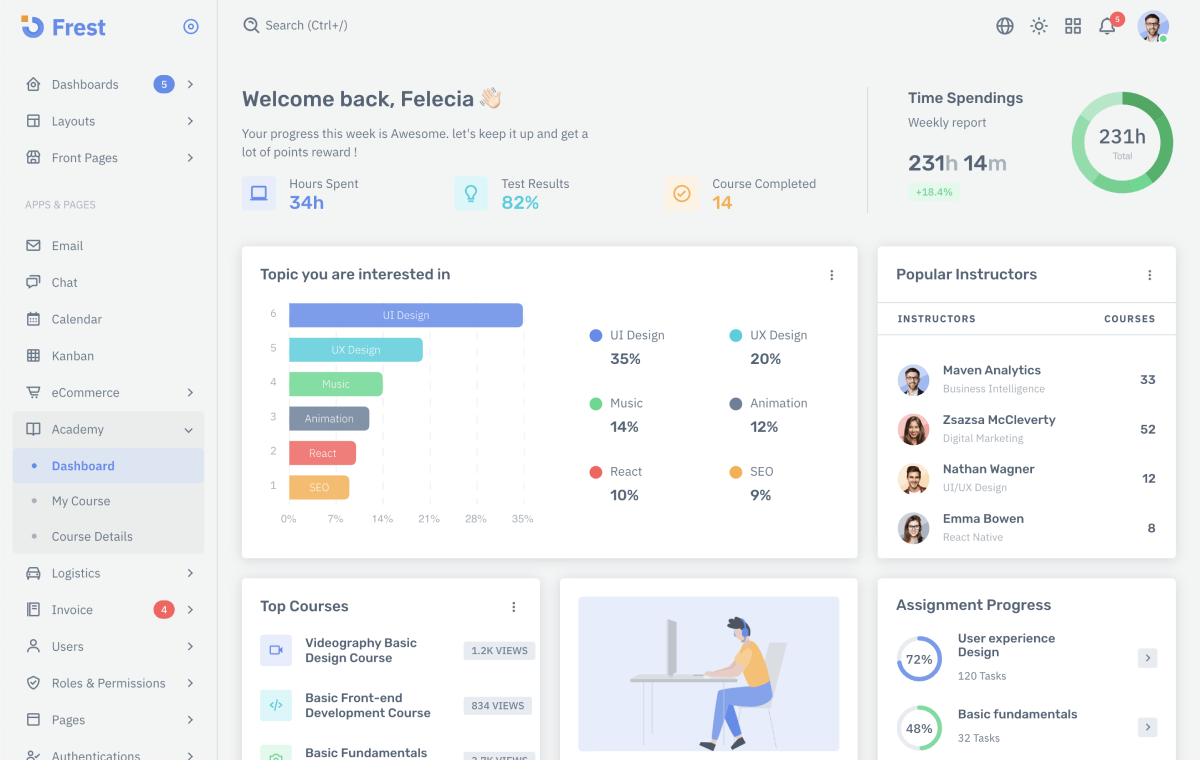 Frest
Search (Ctrl+/)
5
Dashboards
5
Layouts
Front Pages
APPS & PAGES
Email
Chat
Calendar
Kanban
eCommerce
Academy
Dashboard
My Course
Course Details
Logistics
Invoice
4
Users
Roles & Permissions
Pages
Authentications
Welcome back, Felecia
Your progress this week is Awesome. let's keep it up and get a
lot of points reward !
Hours Spent
34h
Test Results
82%
Course Completed
14
Time Spendings
Weekly report
231h 14m
+18.4%
231h
Total
Topic you are interested in
6
UI Design
5
UX Design
4
Music
3
Animation
2
React
1
SEO
0% 7% 14% 21% 28% 35%
UI Design
35%
UX Design
20%
Music
14%
Animation
12%
React
10%
SEO
9%
Popular Instructors
INSTRUCTORS COURSES
Maven Analytics
Business Intelligence
33
Zsazsa McCleverty
Digital Marketing
52
Nathan Wagner
UI/UX Design
12
Emma Bowen
React Native
8
Top Courses
Videography Basic
Design Course
1.2K VIEWS
Basic Front-end
Development Course
834 VIEWS
Basic Fundamentals
VIEWS
Assignment Progress
72%
User experience
Design
120 Tasks
48%
Basic fundamentals
32 Tasks